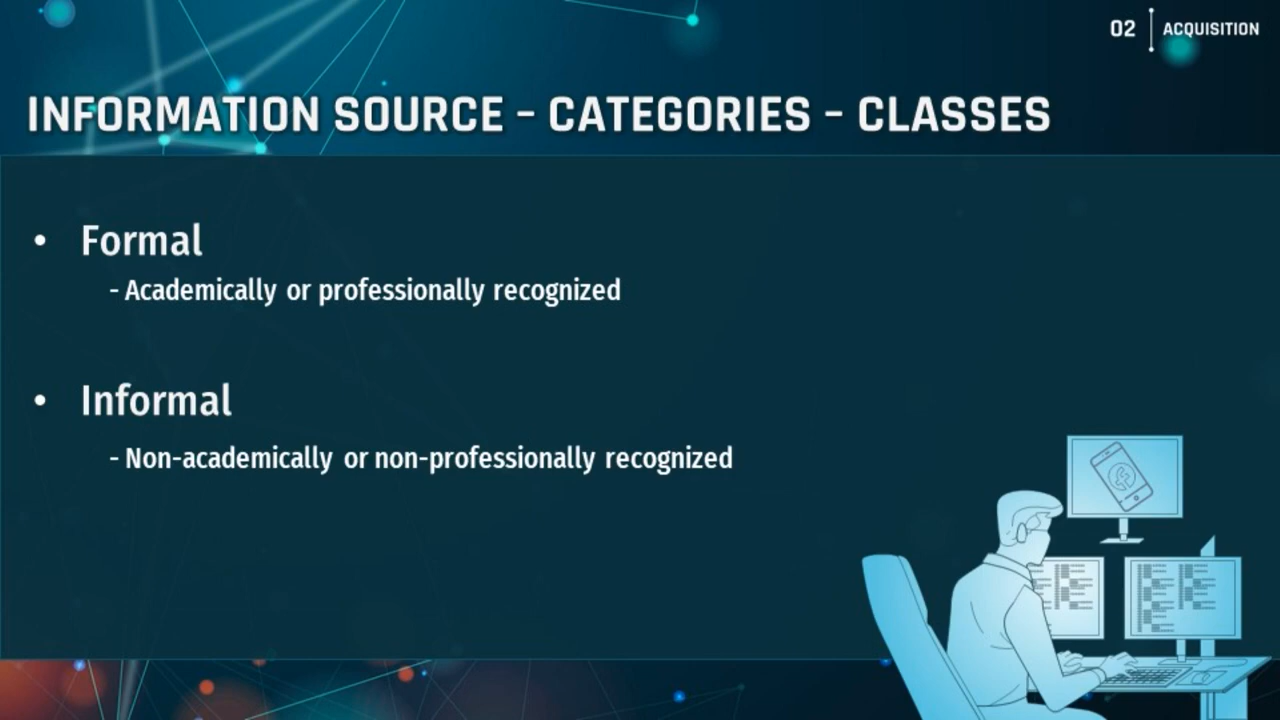 02 ACQUISITION
INFORMATION SOURCE – CATEGORIES – CLASSES
• Formal
- Academically or professionally recognized
• Informal
- Non-academically or non-professionally recognized